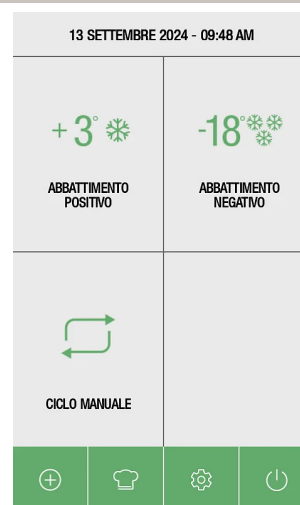 13 SETTEMBRE 2024 - 09:48 AM
+3°
-18°
ABBATTIMENTO
POSITIVO
ABBATTIMENTO
NEGATIVO
CICLO MANUALE